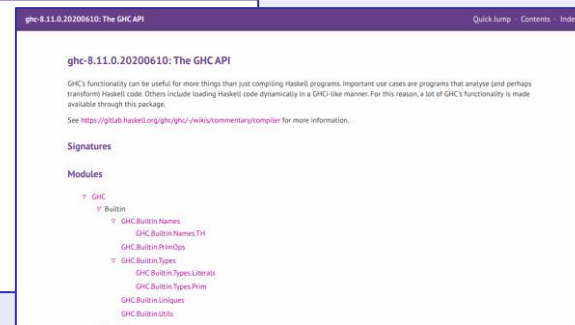 ghc-8.11.0.20200610: The GHC API
Quick Jump · Contents · Inde
ghc-8.11.0.20200610: The GHC API
GHC's functionality can be useful for more things than just compiling Haskell programs. Important use cases are programs that analyse (and perhaps
transform) Haskell code. Others include loading Haskell code dynamically in a GHCi-like manner. For this reason, a lot of GHC's functionality is made
available through this package.
See https://gitlab.haskell.org/ghc/ghc/-/wikis/commentary/compiler for more information.
Signatures
Modules
▽ GHC
▽ Builtin
▽ GHC.Builtin.Names
GHC.Builtin.Names.TH
GHC.Builtin.PrimOps
▽ GHC.Builtin.Types
GHC.Builtin.Types.Literals
GHC.Builtin.Types.Prim
GHC.Builtin.Uniques
GHC.Builtin.Utils